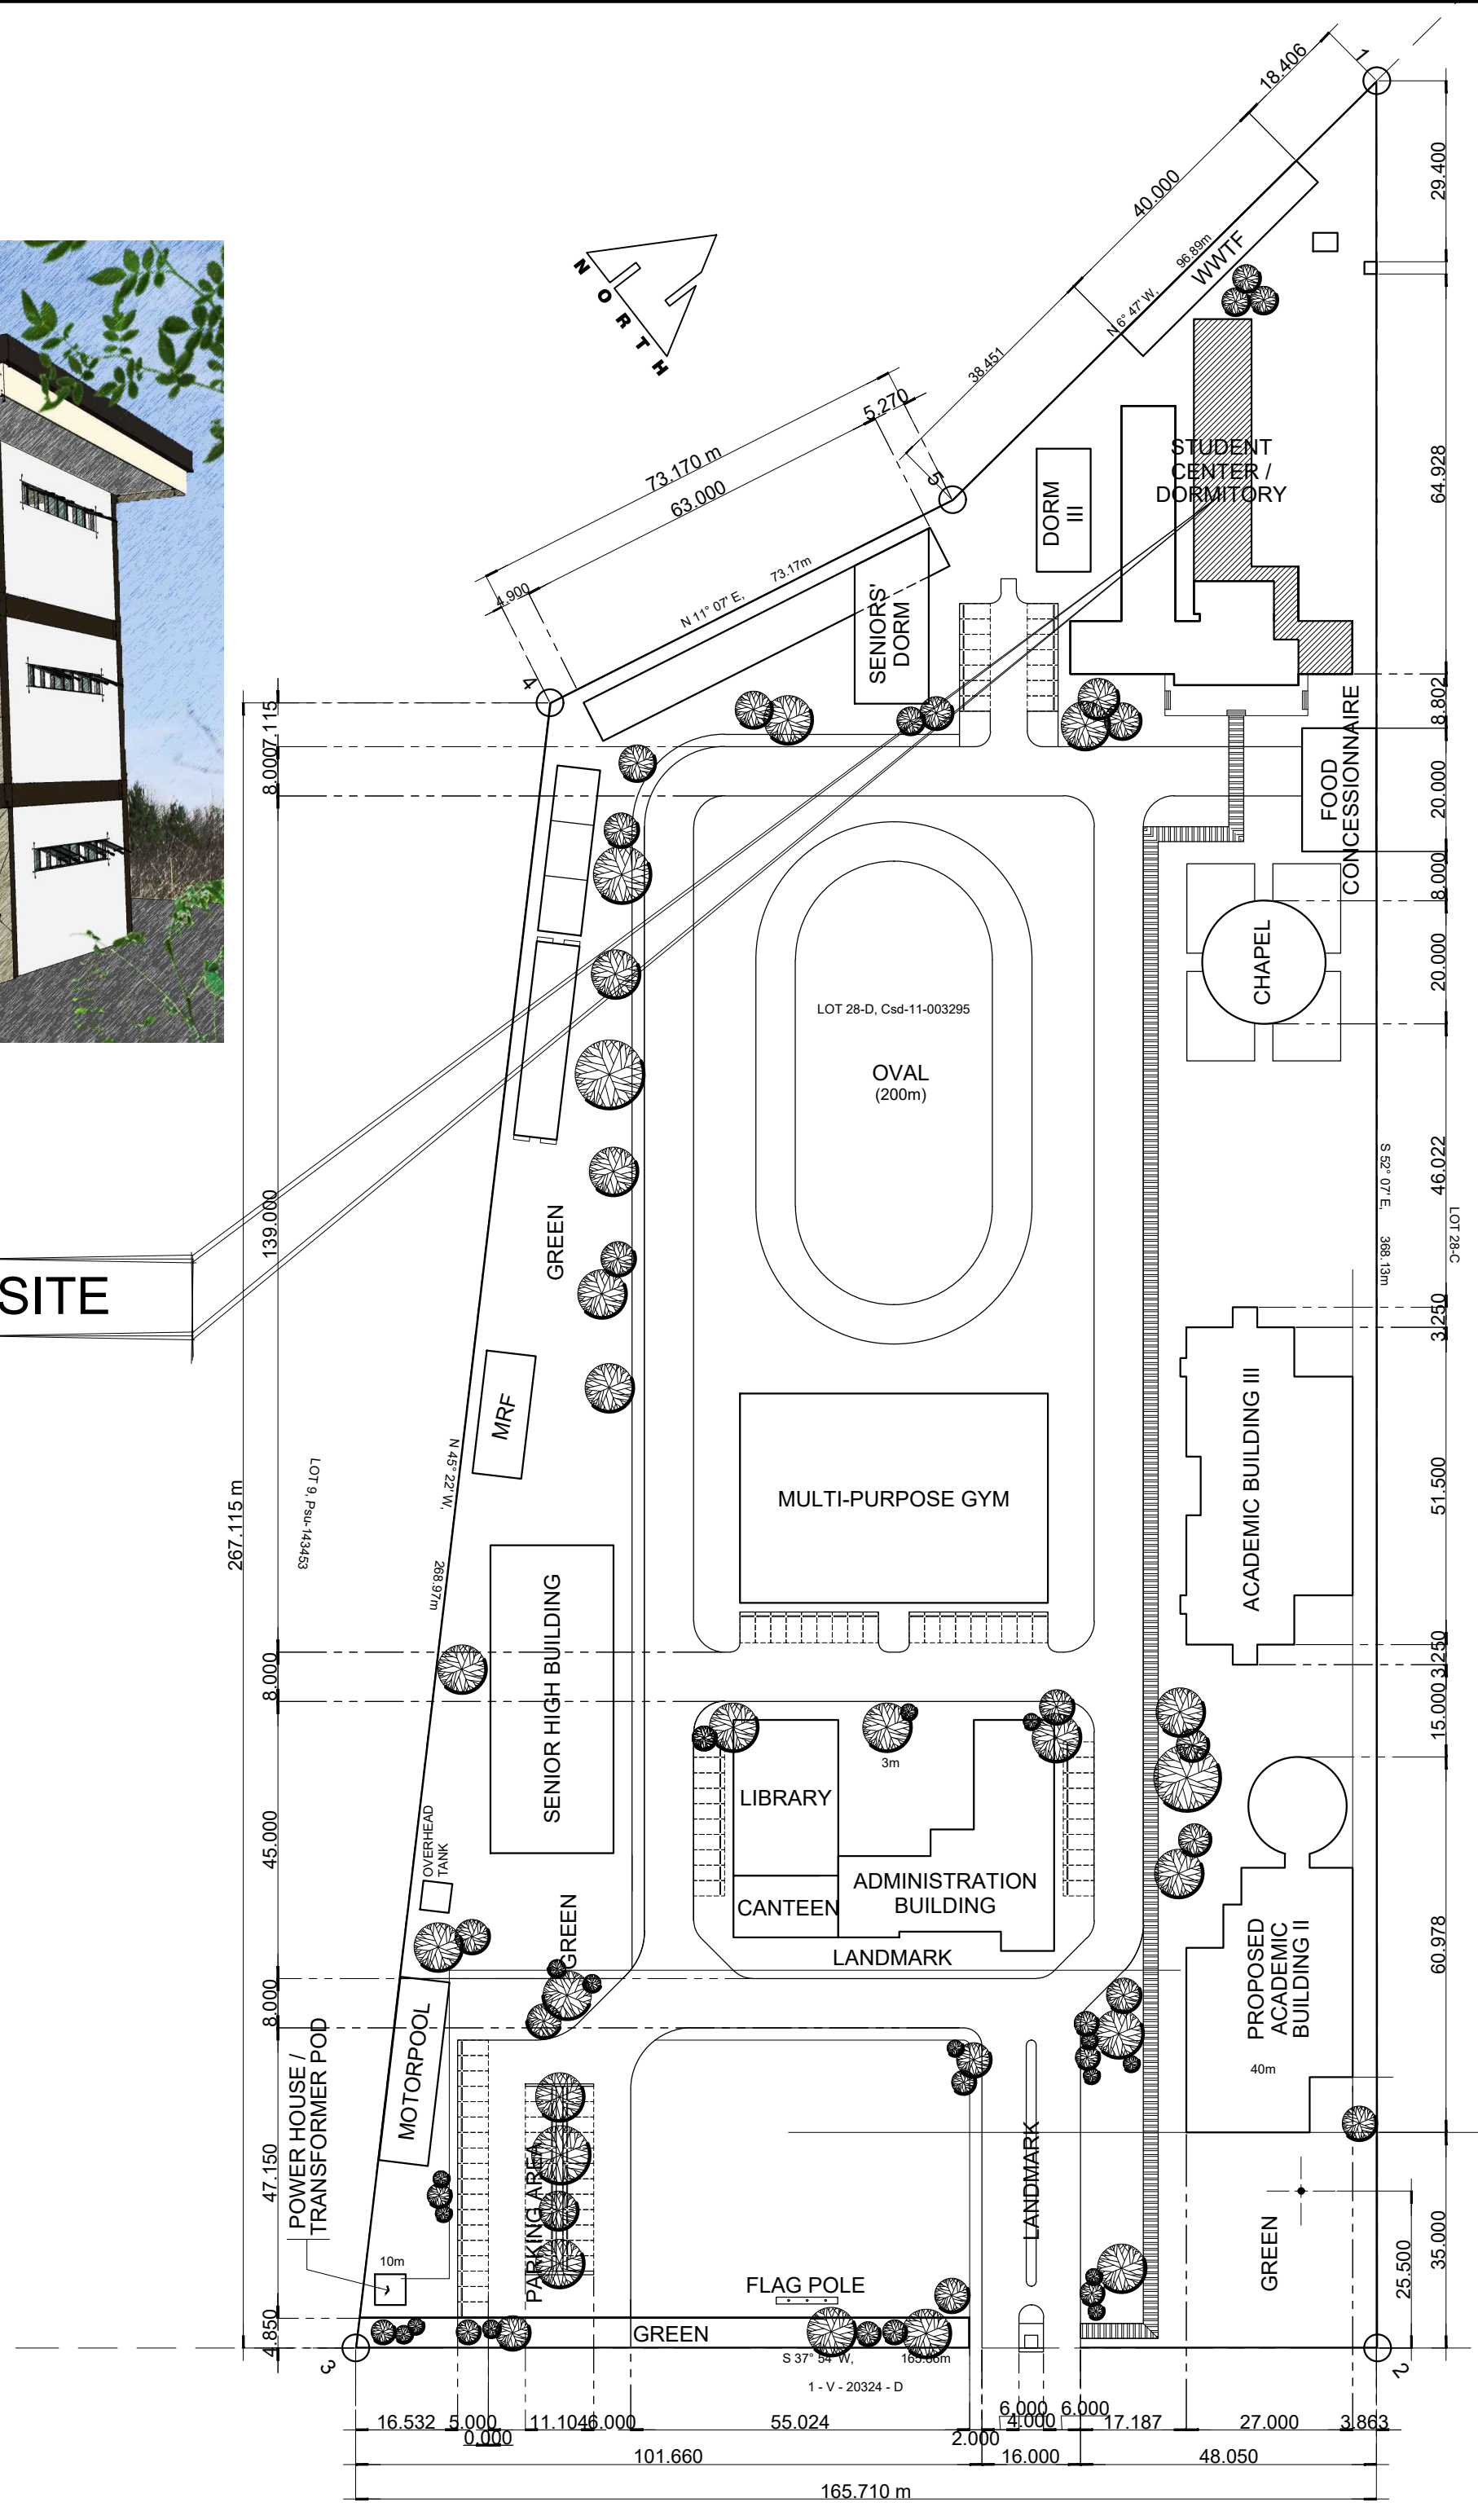 1
18.406
29.400
40.000
96.89m
WWTF
N 6° 47' W,
NORTH
38.451
5.270
73.170 m
63.000
STUDENT
CENTER /
DORMITORY
64.928
5
DORM
III
4.900
73.17m
N 11° 07' E,
SENIORS'
DORM
4
7.115
8.000
8.802
FOOD
CONCESSIONNAIRE
20.000
8.000
CHAPEL
20.000
LOT 28-D, Csd-11-003295
OVAL
(200m)
46.022
S 52° 07' E,
368.13m
LOT 28-C
139.000
GREEN
SITE
3.250
MRF
ACADEMIC BUILDING III
N 45° 22' W,
LOT 9, Psu-143453
267.115 m
MULTI-PURPOSE GYM
51.500
268.97m
SENIOR HIGH BUILDING
8.000
3.250
15.000
3m
LIBRARY
45.000
OVERHEAD
TANK
CANTEEN
ADMINISTRATION
BUILDING
GREEN
LANDMARK
PROPOSED
ACADEMIC
BUILDING II
60.978
8.000
MOTORPOOL
40m
POWER HOUSE /
TRANSFORMER POD
47.150
PARKING AREA
LANDMARK
10m
GREEN
25.500
35.000
FLAG POLE
4.850
GREEN
3
2
S 37° 54' W,
165.66m
1 - V - 20324 - D
16.532
5.000
0.000
11.104
6.000
55.024
2.000
6.000
4.000
6.000
17.187
27.000
3.863
101.660
16.000
48.050
165.710 m